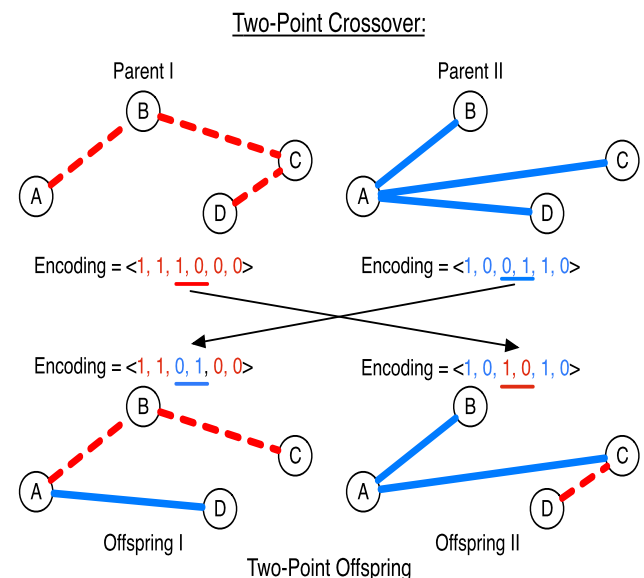 Two-Point Crossover:
Parent I
Parent II
B
B
C
C
A
A
D
D
Encoding = <1, 1, 1, 0, 0, 0>
Encoding = <1, 0, 0, 1, 1, 0>
Encoding = <1, 1, 0, 1, 0, 0>
Encoding = <1, 0, 1, 0, 1, 0>
B
B
C
C
A
A
D
D
Offspring I
Offspring II
Two-Point Offspring